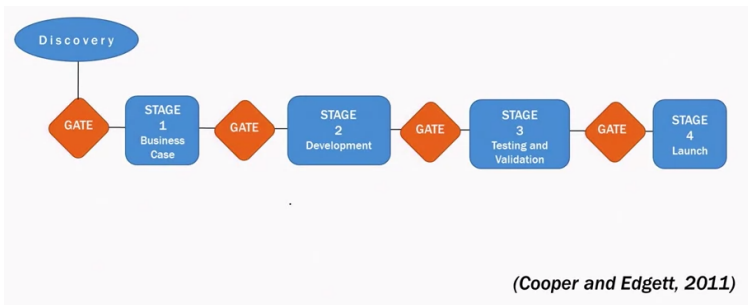 Discovery
GATE
STAGE
1
Business
Case
GATE
STAGE
2
Development
GATE
STAGE
3
Testing and
Validation
GATE
STAGE
4
Launch
(Cooper and Edgett, 2011)